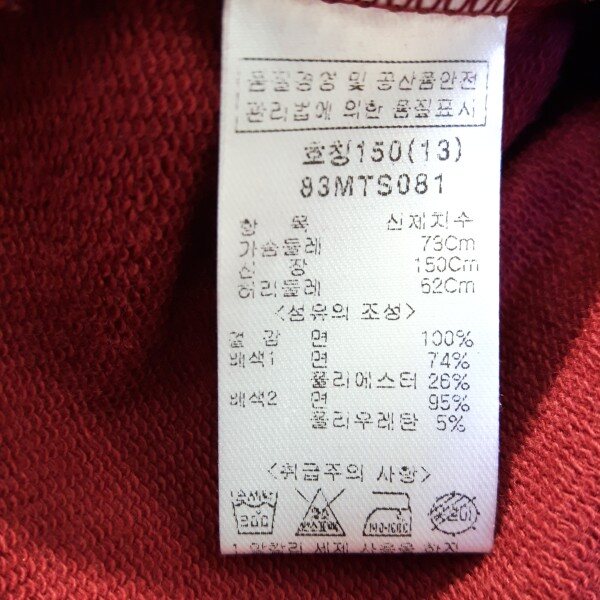 품질경영 및 공산품안전
관리법에 의한 품질표시
호칭150(13)
83MTS081
항 목 신체치수
가슴둘레 73Cm
신 장 150Cm
허리둘레 62Cm
<섬유의 조성>
겉 감 면 100%
배색1 면 74%
폴리에스터 26%
배색2 면 95%
폴리우레탄 5%
<취급주의 사항>